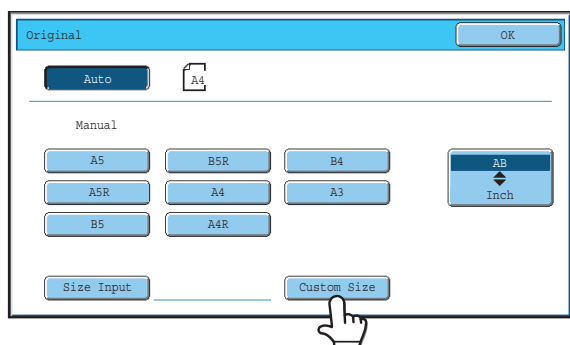 Original OK
Auto A4
Manual
A5 B5R B4 AB
A5R A4 A3 Inch
B5 A4R
Size Input Custom Size